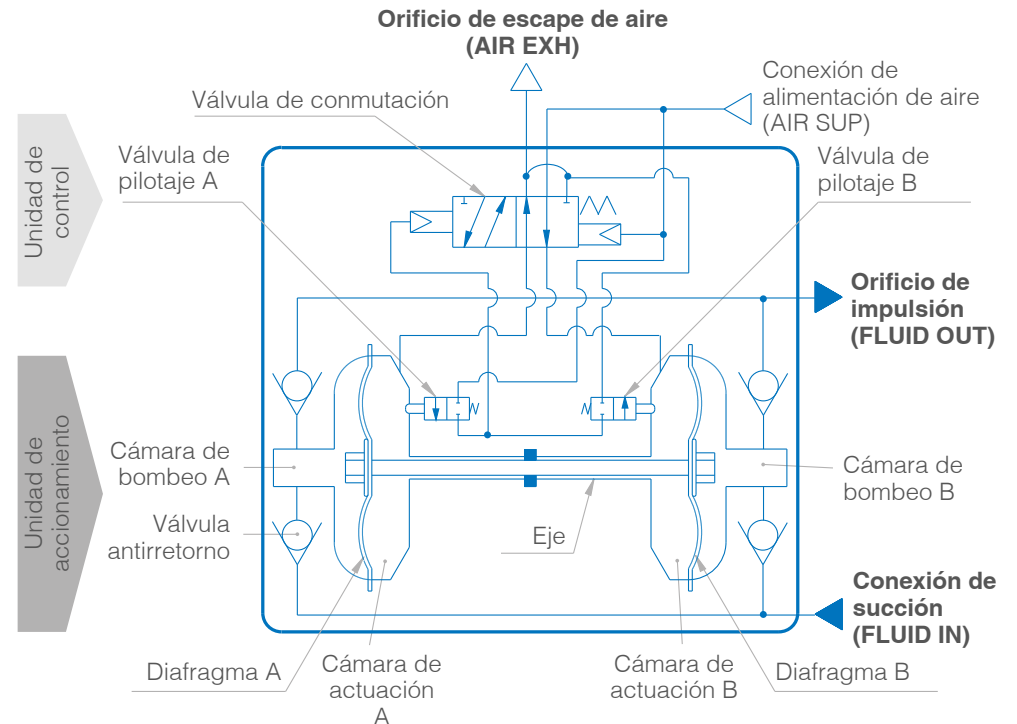 Orificio de escape de aire
(AIR EXH)
Válvula de conmutación
Conexión de
alimentación de aire
(AIR SUP)
Unidad de
control
Válvula de
pilotaje A
Válvula de
pilotaje B
Orificio de
impulsión
(FLUID OUT)
Unidad de
accionamiento
Cámara de
bombeo A
Cámara de
bombeo B
Válvula
antirretorno
Eje
Conexión de
succión
(FLUID IN)
Diafragma A
Cámara de
actuación
A
Cámara de
actuación B
Diafragma B